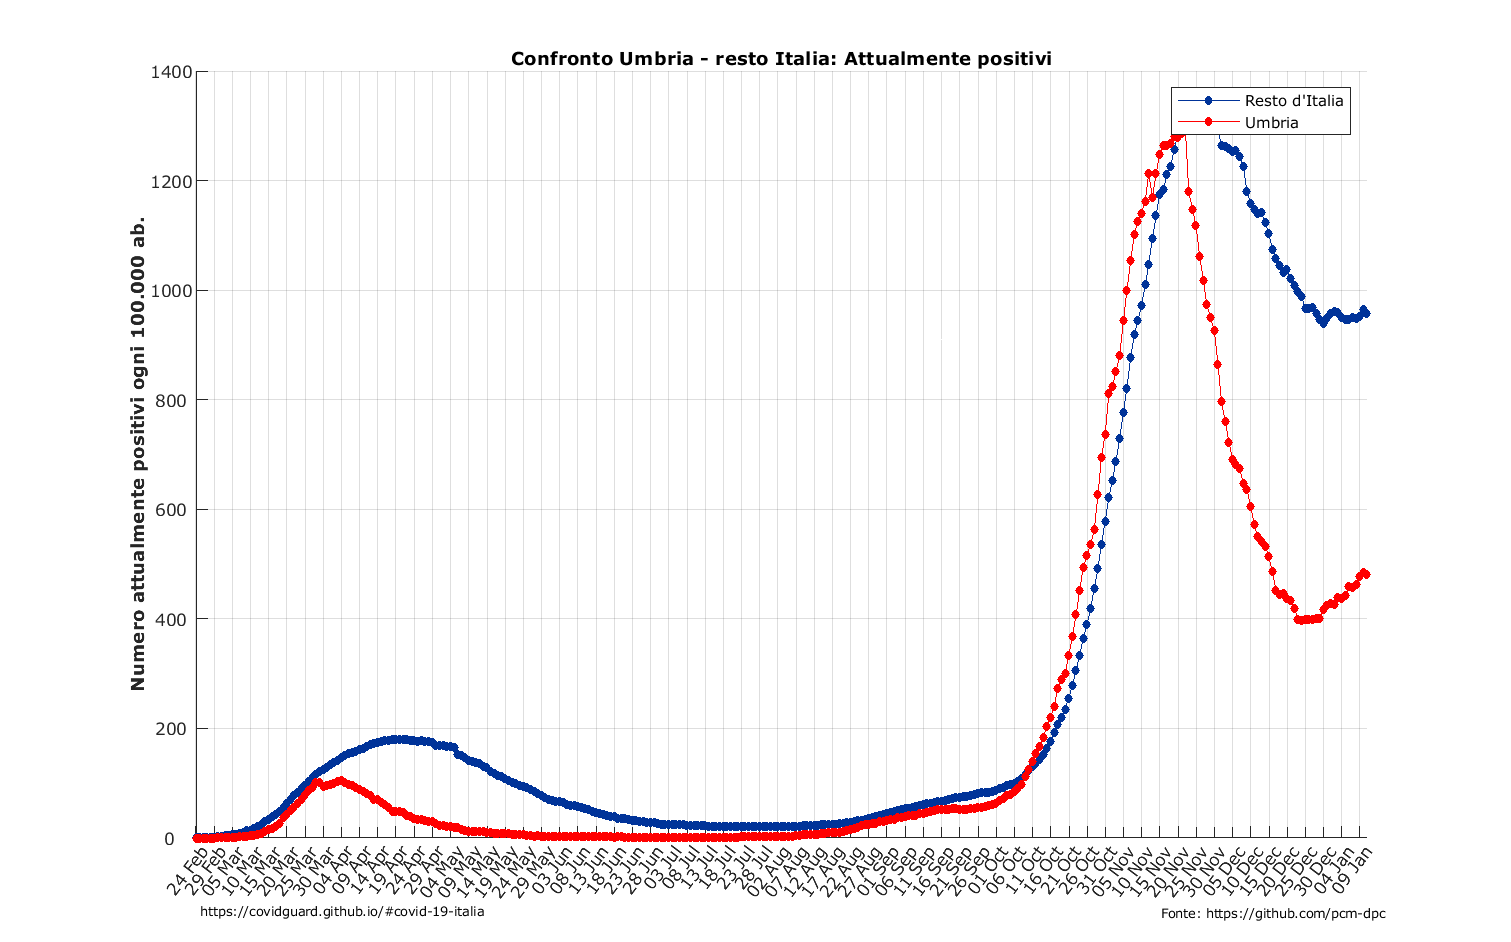 Confronto Umbria - resto Italia: Attualmente positivi
Resto d'Italia
Umbria
Numero attualmente positivi ogni 100.000 ab.
1400
1200
1000
800
600
400
200
0
24 Feb
29 Feb
05 Mar
10 Mar
15 Mar
20 Mar
25 Mar
30 Mar
04 Apr
09 Apr
14 Apr
19 Apr
24 Apr
29 Apr
04 May
09 May
14 May
19 May
24 May
29 May
03 Jun
08 Jun
13 Jun
18 Jun
23 Jun
28 Jun
03 Jul
08 Jul
13 Jul
18 Jul
23 Jul
28 Jul
02 Aug
07 Aug
12 Aug
17 Aug
22 Aug
27 Aug
01 Sep
06 Sep
11 Sep
16 Sep
21 Sep
26 Sep
01 Oct
06 Oct
11 Oct
16 Oct
21 Oct
26 Oct
31 Oct
05 Nov
10 Nov
15 Nov
20 Nov
25 Nov
30 Nov
05 Dec
10 Dec
15 Dec
20 Dec
25 Dec
30 Dec
04 Jan
09 Jan
https://covidguard.github.io/#covid-19-italia
Fonte: https://github.com/pcm-dpc